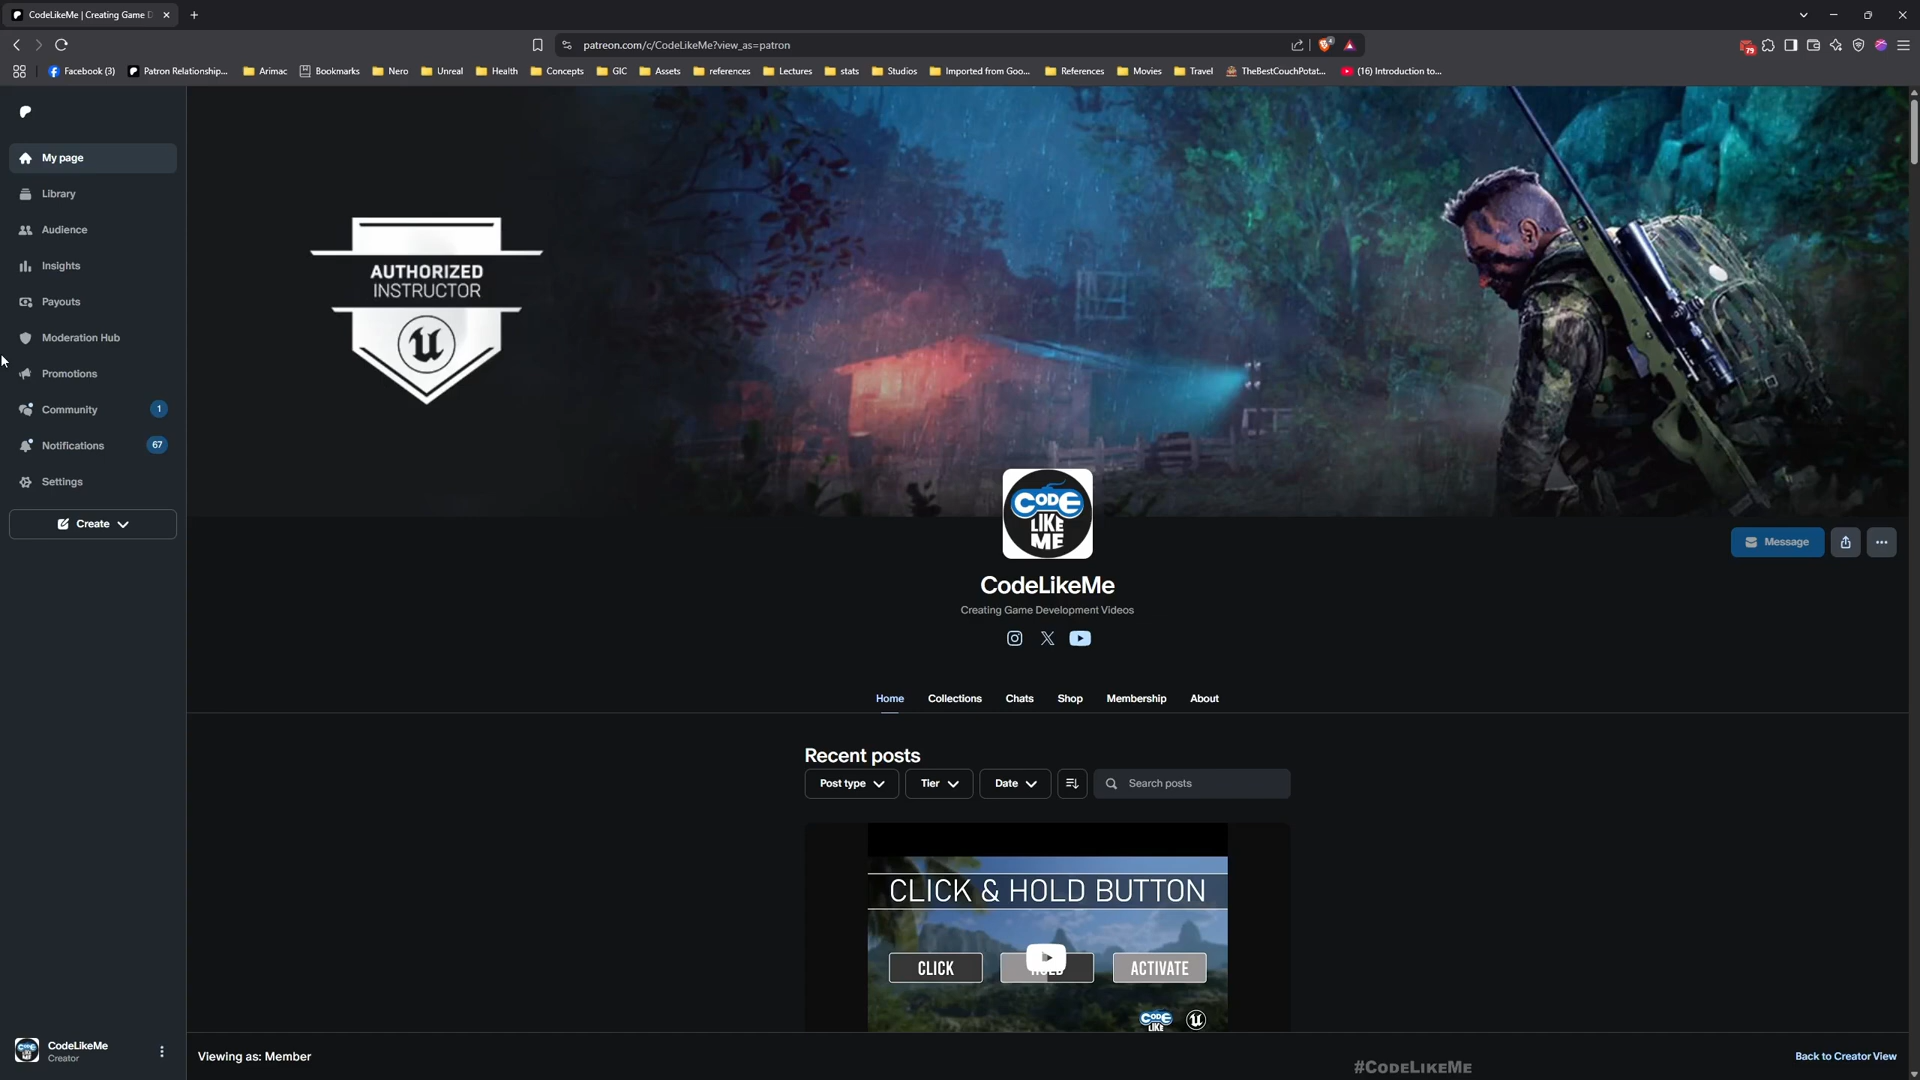 CodeLikeMe | Creating Game D
patreon.com/c/CodeLikeMe?view_as=patron
79
Facebook (3)
Patron Relationship...
Arimac
Bookmarks
Nero
Unreal
Health
Concepts
GIC
Assets
references
Lectures
stats
Studios
Imported from Goo...
References
Movies
Travel
TheBestCouchPotat...
(16) Introduction to...
My page
Library
Audience
Insights
Payouts
Moderation Hub
Promotions
Community 1
Notifications 67
Settings
Create
AUTHORIZED
INSTRUCTOR
CODE
LIKE
ME
Message
CodeLikeMe
Creating Game Development Videos
Home Collections Chats Shop Membership About
Recent posts
Post type Tier Date Search posts
CLICK & HOLD BUTTON
CLICK HOLD ACTIVATE
CODE
LIKE
CodeLikeMe
Creator
Viewing as: Member
#CODELIKEME
Back to Creator View